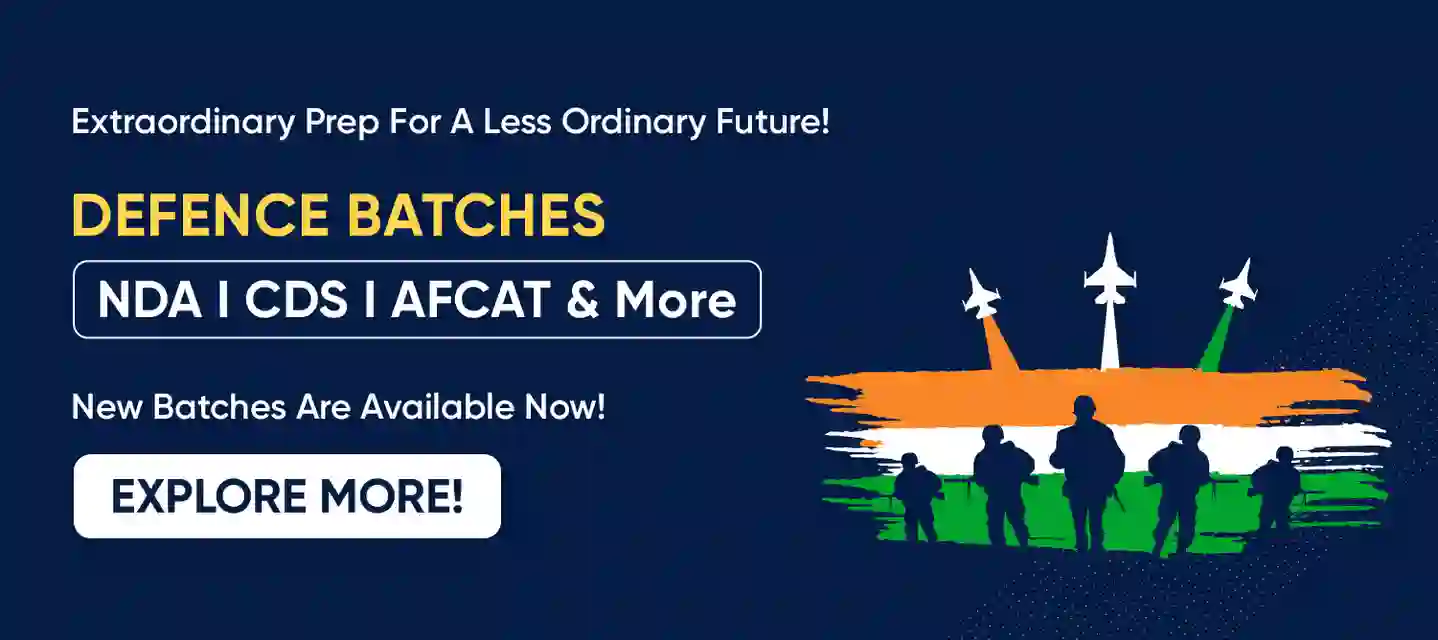 Extraordinary Prep For A Less Ordinary Future!
DEFENCE BATCHES
NDA I CDS I AFCAT & More
New Batches Are Available Now!
EXPLORE MORE!